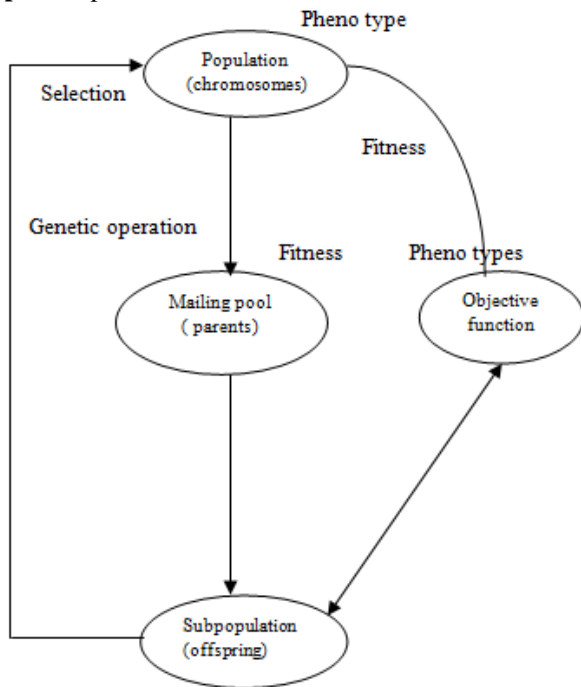 Pheno type
Population
(chromosomes)
Selection
Fitness
Genetic operation
Fitness
Pheno types
Mailing pool
( parents)
Objective
function
Subpopulation
(offspring)